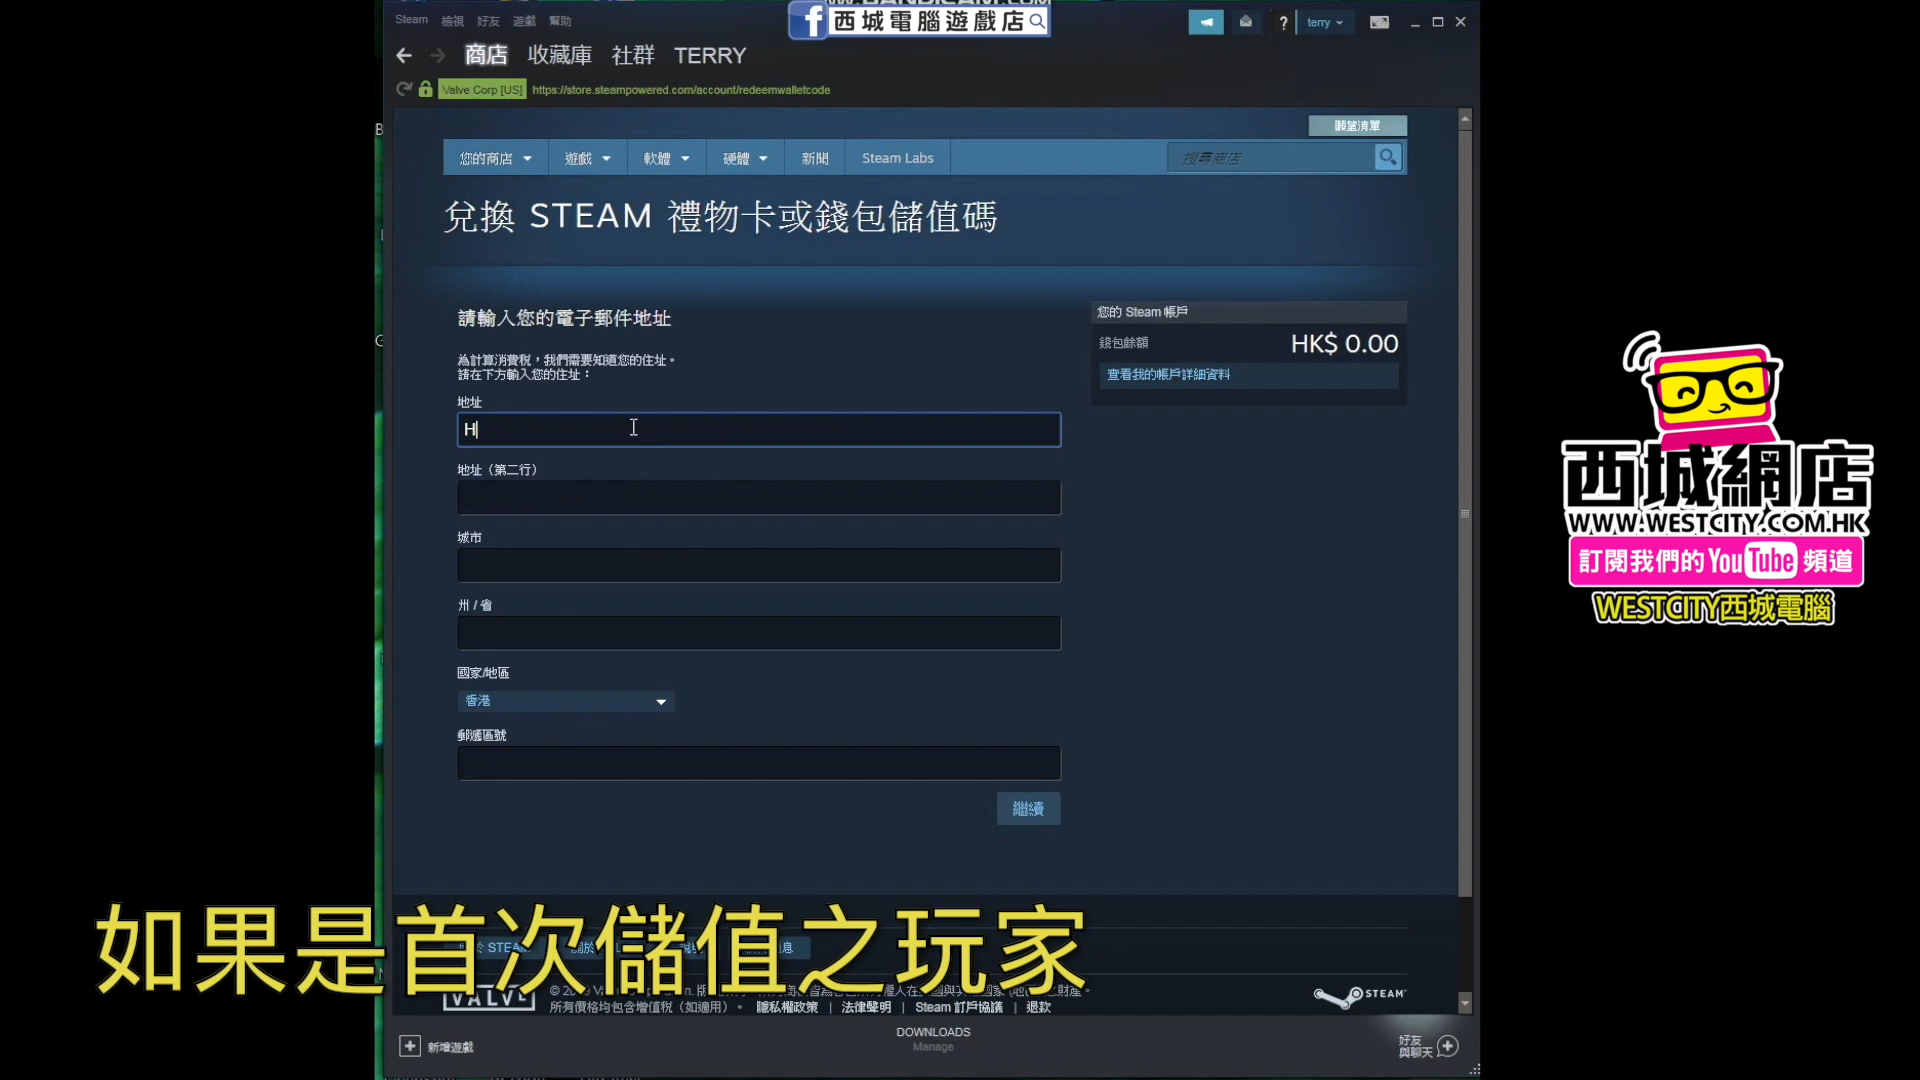 Steam 檢視 好友 遊戲 幫助
西城電腦遊戲店
terry
商店 收藏庫 社群 TERRY
Valve Corp [US] https://store.steampowered.com/account/redeemwalletcode
願望清單
您的商店 遊戲 軟體 硬體 新聞 Steam Labs 搜尋商店
兌換 STEAM 禮物卡或錢包儲值碼
請輸入您的電子郵件地址
您的 Steam 帳戶
錢包餘額 HK$ 0.00
查看我的帳戶詳細資料
為計算消費稅，我們需要知道您的住址。
請在下方輸入您的住址：
地址
H
地址（第二行）
城市
州 / 省
國家/地區
香港
郵遞區號
繼續
西城網店
WWW.WESTCITY.COM.HK
訂閱我們的YouTube頻道
WESTCITY西城電腦
如果是首次儲值之玩家
VALVE
STEAM
所有價格均包含增值稅（如適用）。 隱私權政策 | 法律聲明 | Steam 訂戶協議 | 退款
DOWNLOADS
Manage
新增遊戲
好友
與聊天